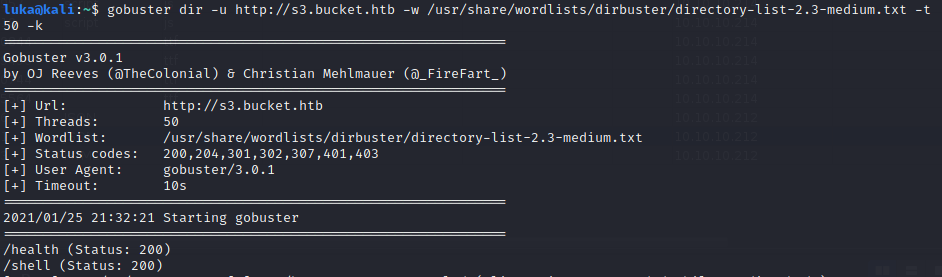 luka@kali:~$ gobuster dir -u http://s3.bucket.htb -w /usr/share/wordlists/dirbuster/directory-list-2.3-medium.txt -t
50 -k
===============================================================
Gobuster v3.0.1
by OJ Reeves (@TheColonial) & Christian Mehlmauer (@_FireFart_)
===============================================================
[+] Url:            http://s3.bucket.htb
[+] Threads:        50
[+] Wordlist:       /usr/share/wordlists/dirbuster/directory-list-2.3-medium.txt
[+] Status codes:   200,204,301,302,307,401,403
[+] User Agent:     gobuster/3.0.1
[+] Timeout:        10s
===============================================================
2021/01/25 21:32:21 Starting gobuster
===============================================================
/health (Status: 200)
/shell (Status: 200)